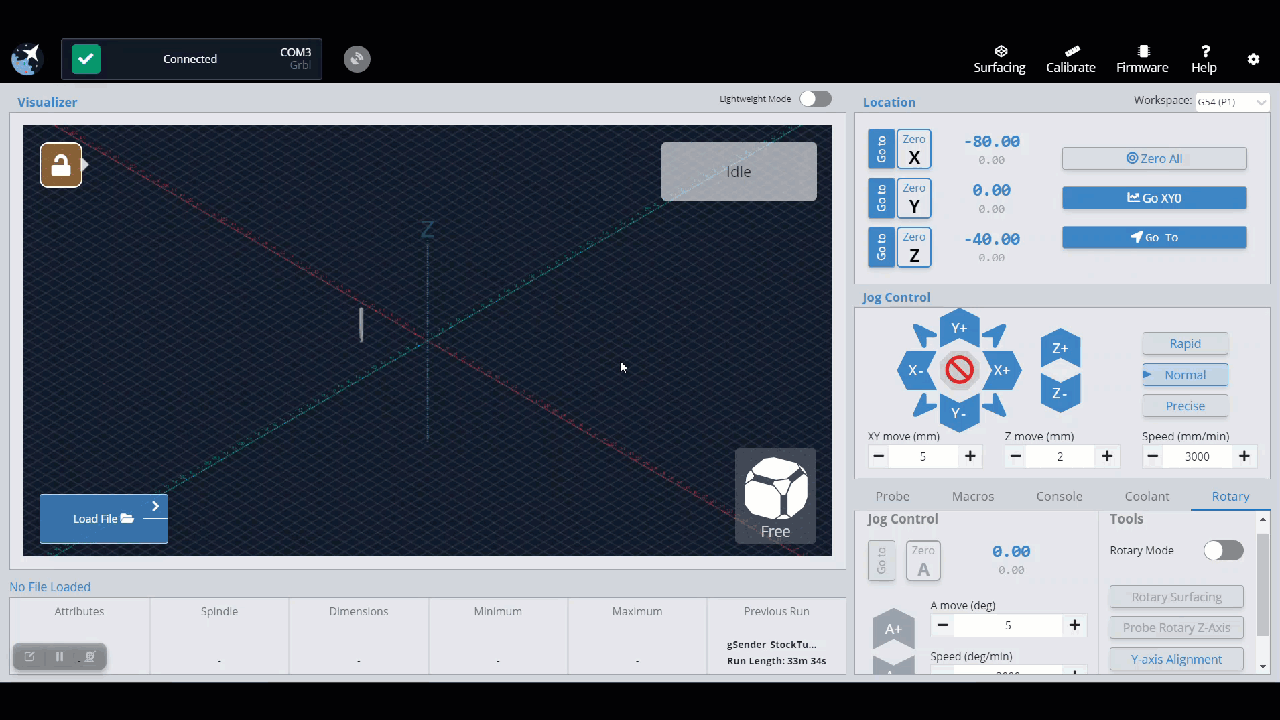 Connected
COM3
Grbl
Surfacing
Calibrate
Firmware
Help
Visualizer
Lightweight Mode
Idle
Z
Load File
Free
No File Loaded
Attributes
Spindle
Dimensions
Minimum
Maximum
Previous Run
-
-
-
-
gSender_StockTu...
Run Length: 33m 34s
Location
Workspace:
G54 (P1)
Go to
Zero
X
-80.00
0.00
Zero All
Go to
Zero
Y
0.00
0.00
Go XY0
Go to
Zero
Z
-40.00
0.00
Go To
Jog Control
Y+
X-
X+
Y-
Z+
Z-
Rapid
Normal
Precise
XY move (mm)
Z move (mm)
Speed (mm/min)
− 5 +
− 2 +
− 3000 +
Probe
Macros
Console
Coolant
Rotary
Jog Control
Go to
Zero
A
0.00
0.00
A+
A move (deg)
− 5 +
Speed (deg/min)
Tools
Rotary Mode
Rotary Surfacing
Probe Rotary Z-Axis
Y-axis Alignment